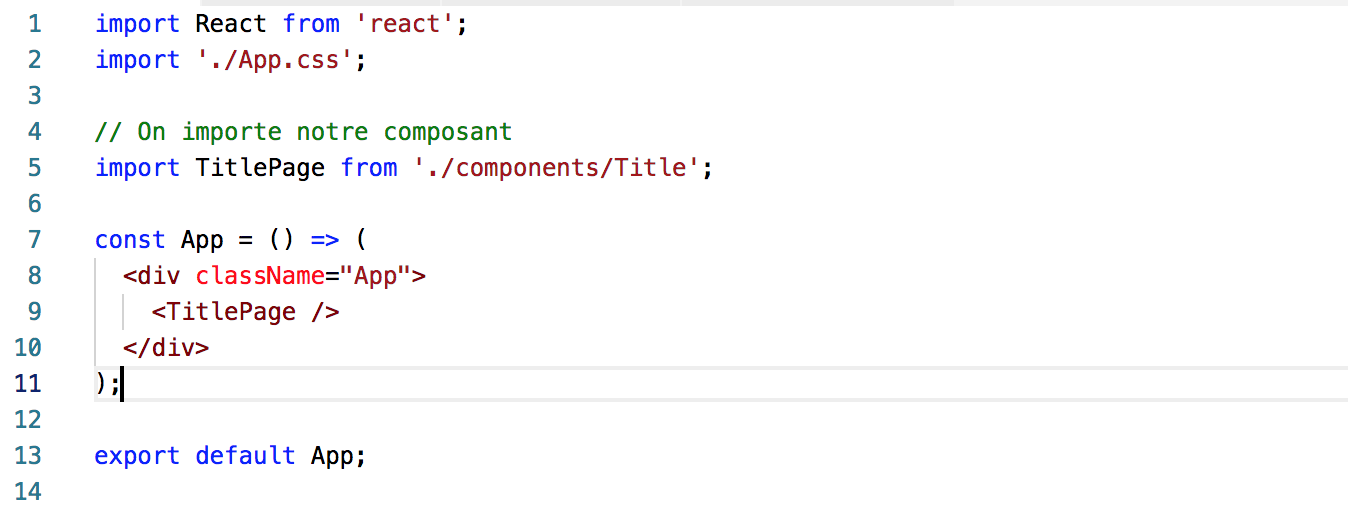 1 import React from 'react';
2 import './App.css';
3
4 // On importe notre composant
5 import TitlePage from './components/Title';
6
7 const App = () => (
8   <div className="App">
9     <TitlePage />
10   </div>
11 );
12
13 export default App;
14